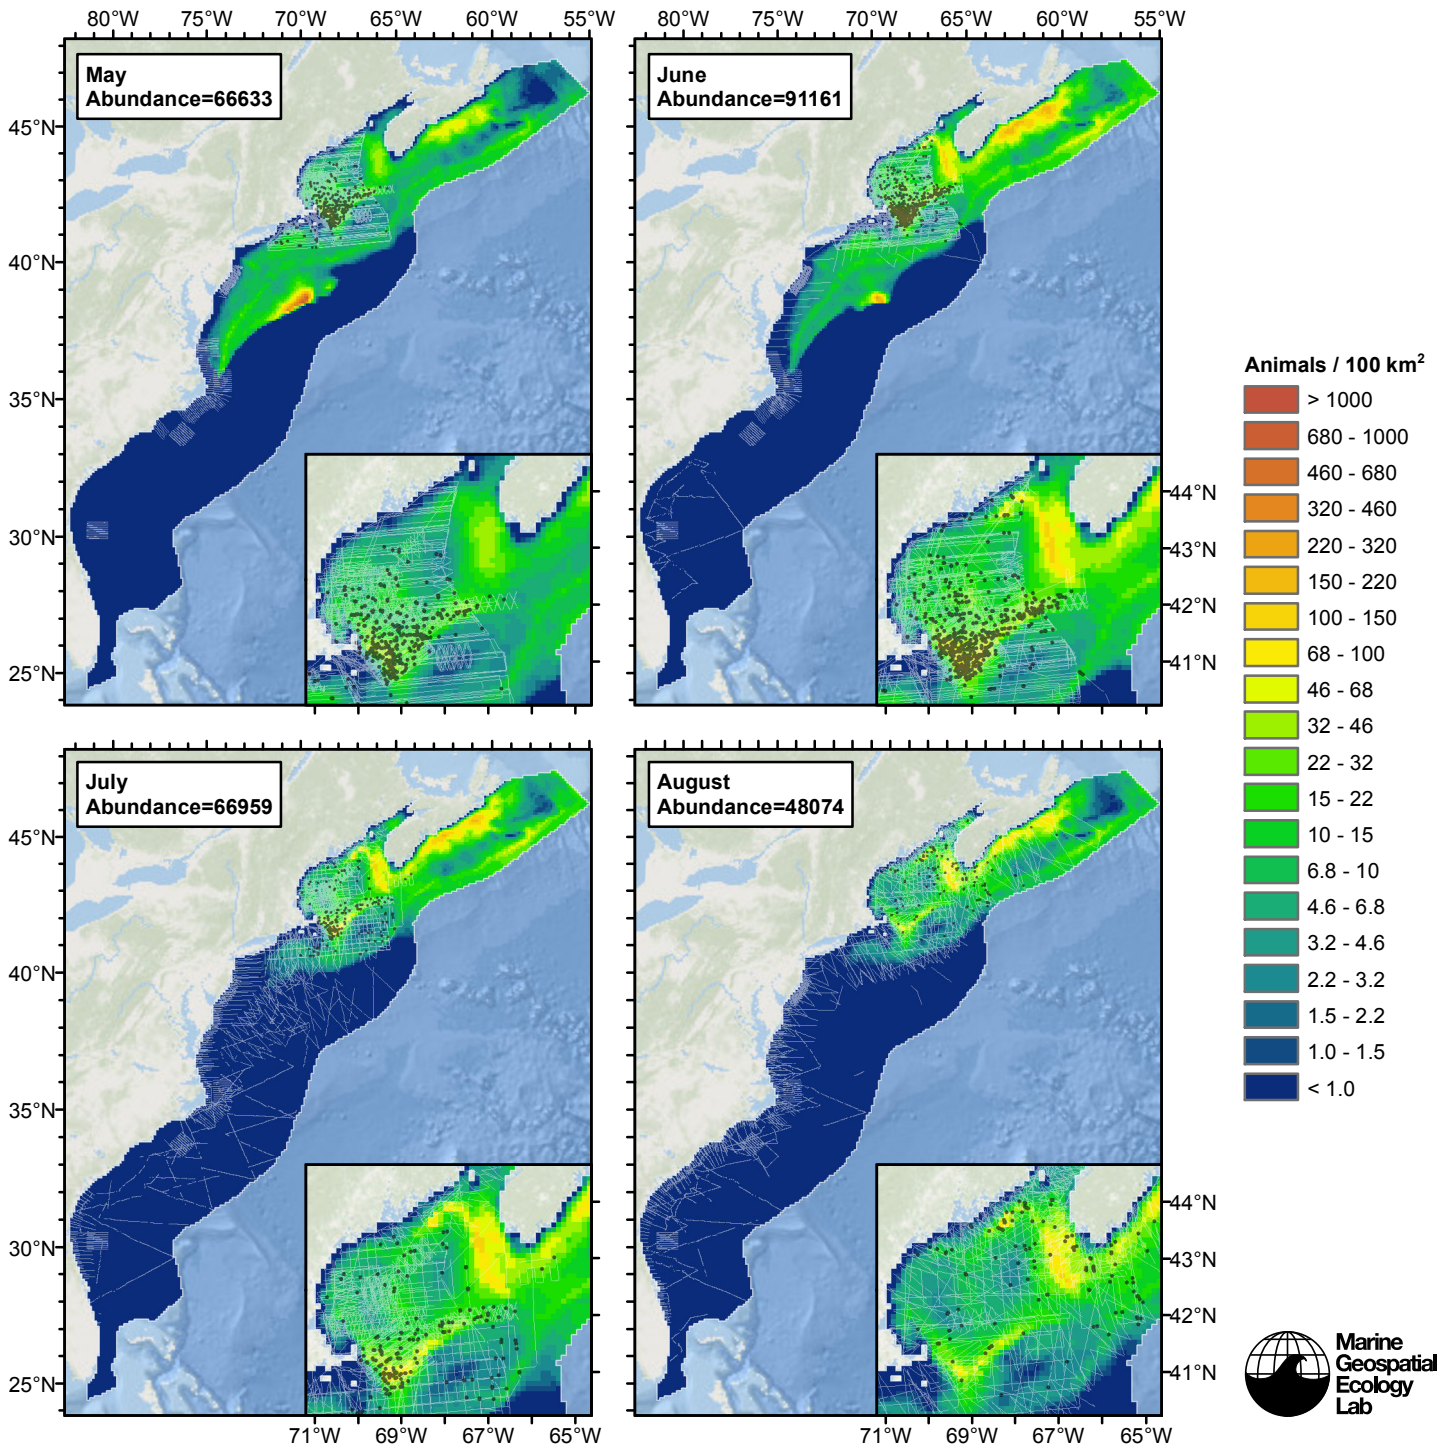 80°W 75°W 70°W 65°W 60°W 55°W
80°W 75°W 70°W 65°W 60°W 55°W
May
Abundance=66633
June
Abundance=91161
45°N
40°N
35°N
30°N
25°N
44°N
43°N
42°N
41°N
July
Abundance=66959
August
Abundance=48074
45°N
40°N
35°N
30°N
25°N
44°N
43°N
42°N
41°N
71°W 69°W 67°W 65°W
71°W 69°W 67°W 65°W
Animals / 100 km²
> 1000
680 - 1000
460 - 680
320 - 460
220 - 320
150 - 220
100 - 150
68 - 100
46 - 68
32 - 46
22 - 32
15 - 22
10 - 15
6.8 - 10
4.6 - 6.8
3.2 - 4.6
2.2 - 3.2
1.5 - 2.2
1.0 - 1.5
< 1.0
Marine
Geospatial
Ecology
Lab